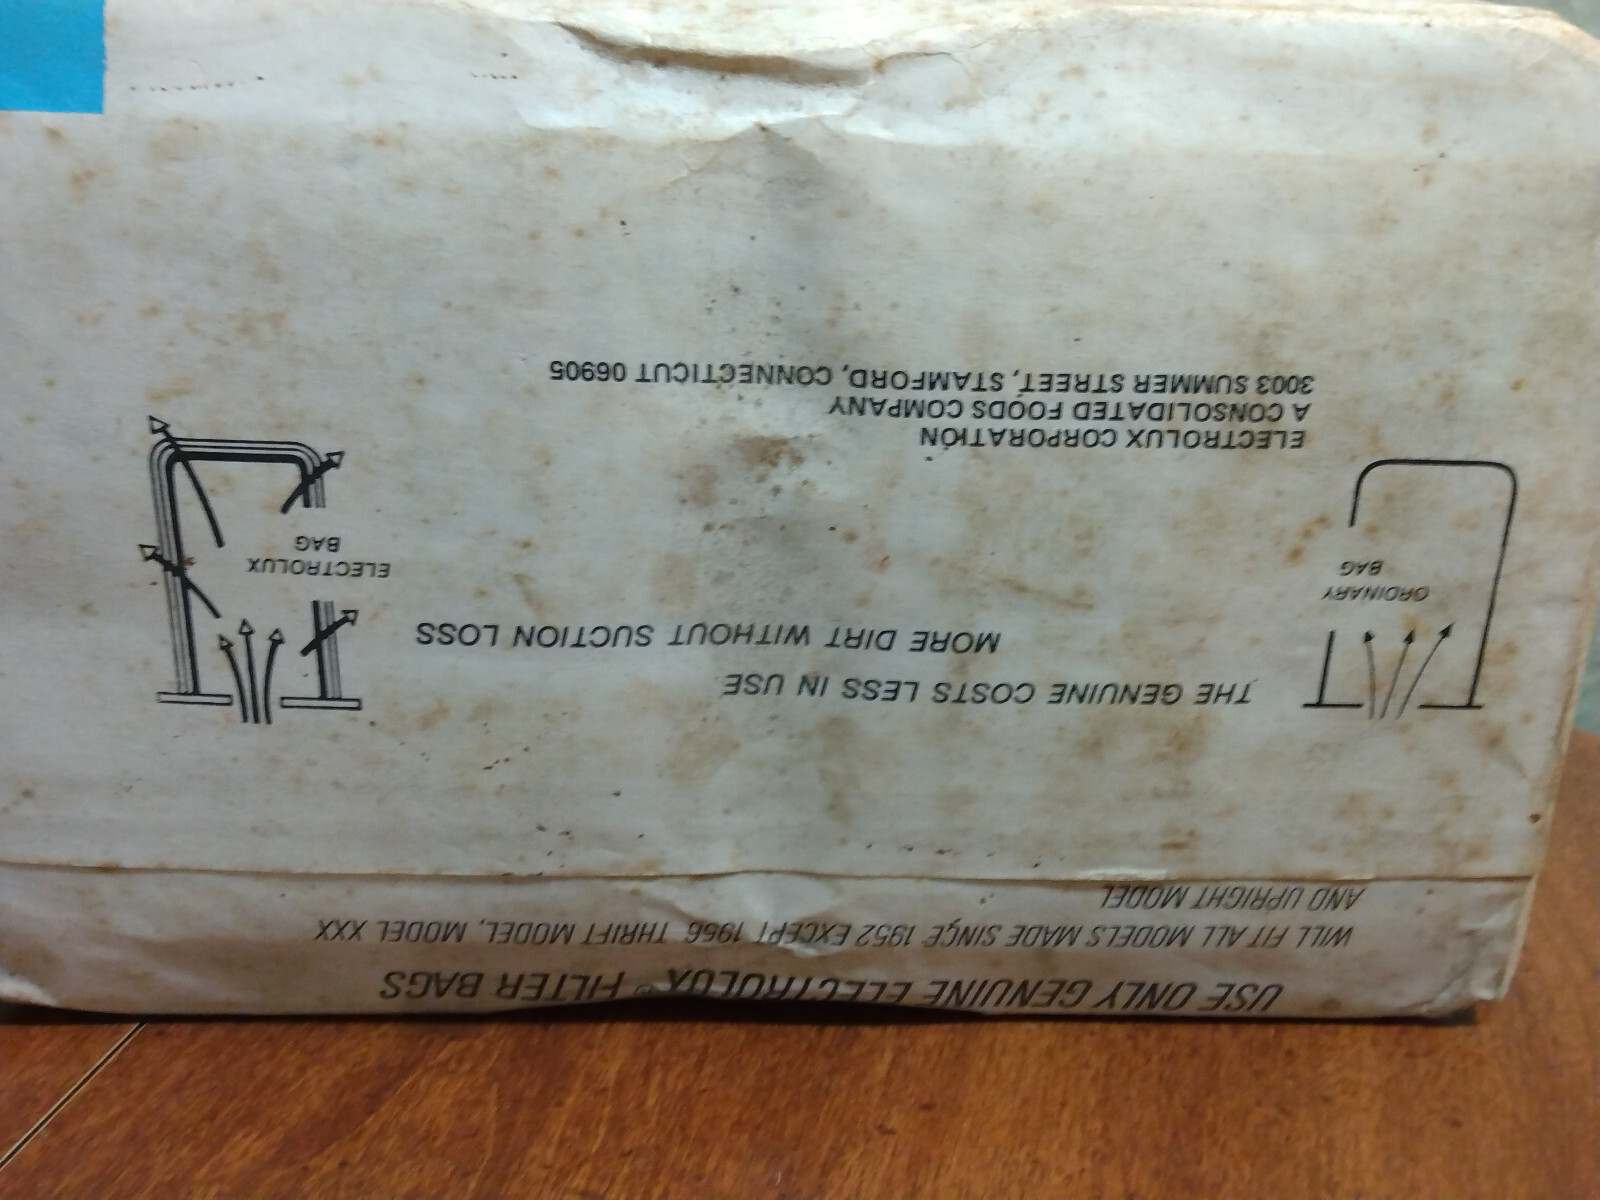 USE ONLY GENUINE ELECTROLUX® FILTER BAGS
WILL FIT ALL MODELS MADE SINCE 1952 EXCEPT 1966 THRIFT MODEL, MODEL XXX
AND UPRIGHT MODEL
THE GENUINE COSTS LESS IN USE
MORE DIRT WITHOUT SUCTION LOSS
ORDINARY
BAG
ELECTROLUX
BAG
ELECTROLUX CORPORATION
A CONSOLIDATED FOODS COMPANY
3003 SUMMER STREET, STAMFORD, CONNECTICUT 06905